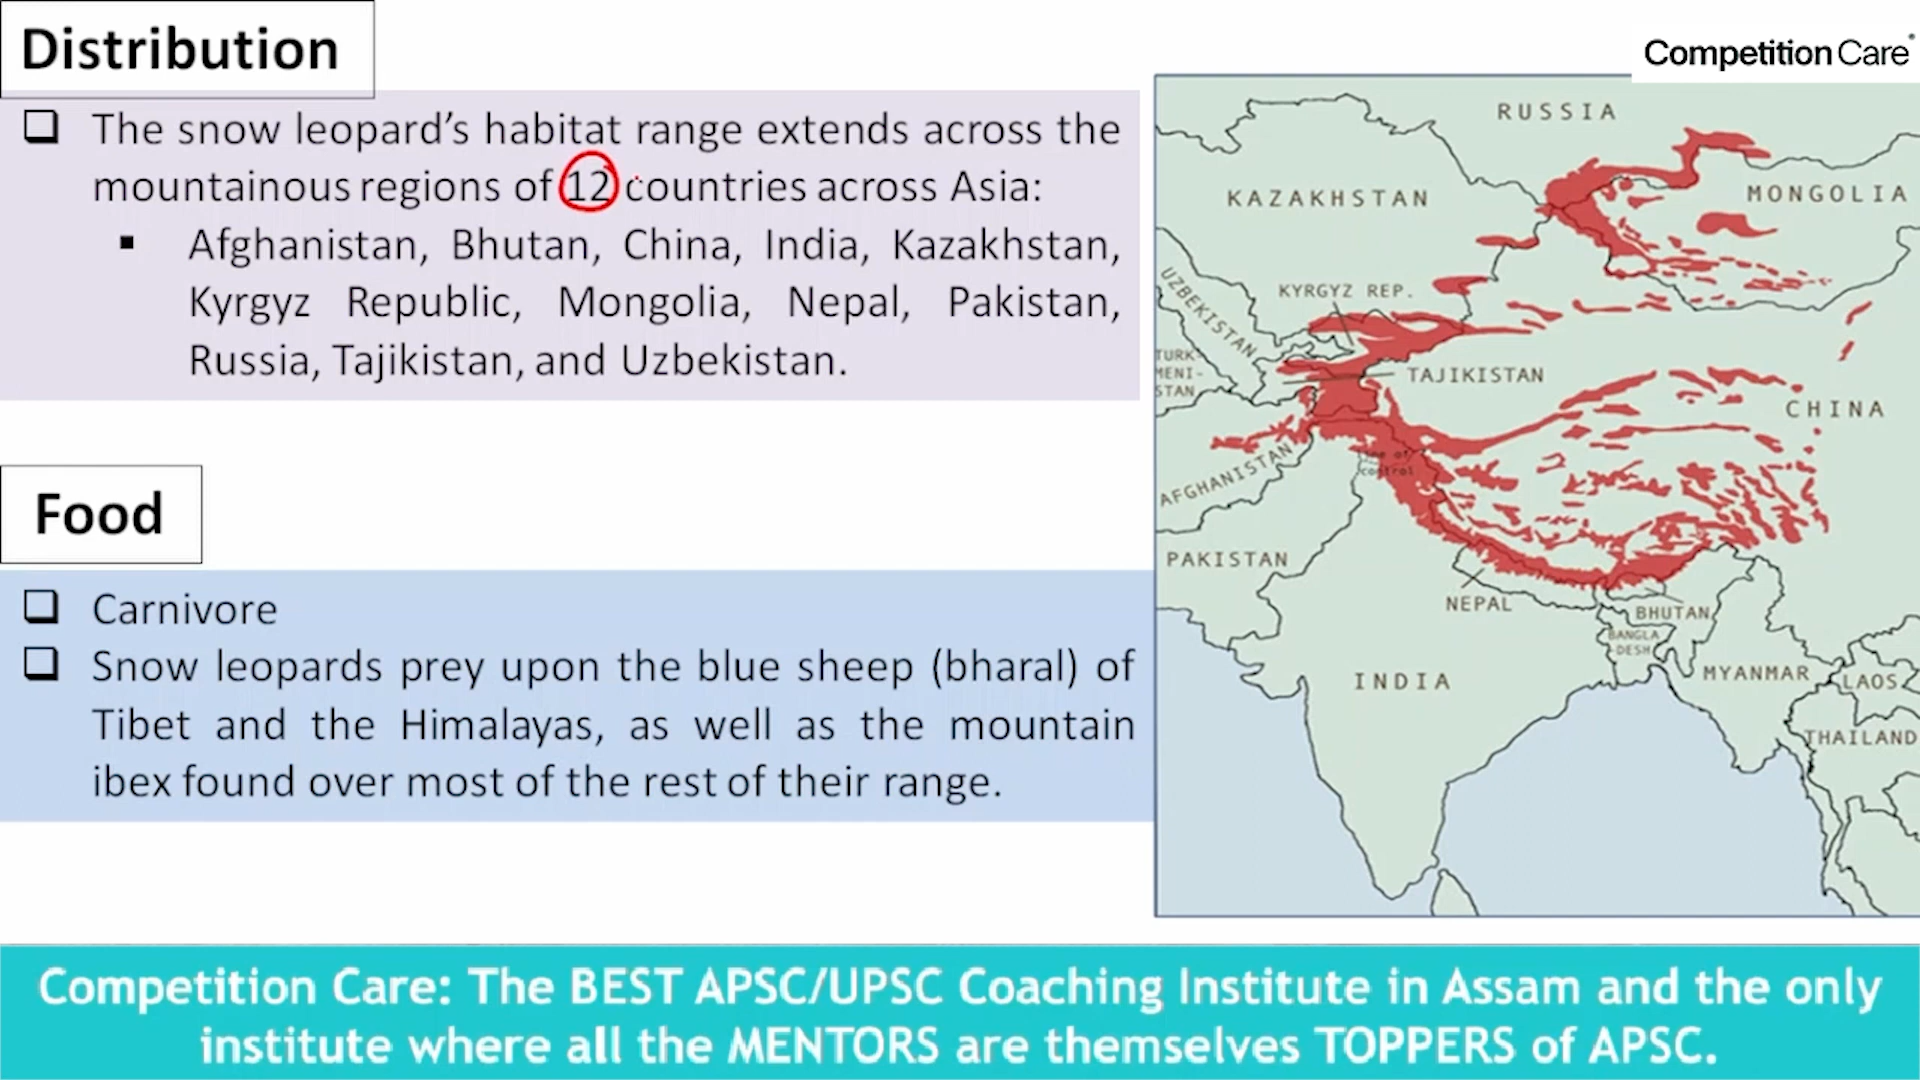 Distribution
Competition Care
The snow leopard's habitat range extends across the
mountainous regions of 12 countries across Asia:
Afghanistan, Bhutan, China, India, Kazakhstan,
Kyrgyz Republic, Mongolia, Nepal, Pakistan,
Russia, Tajikistan, and Uzbekistan.
Food
Carnivore
Snow leopards prey upon the blue sheep (bharal) of
Tibet and the Himalayas, as well as the mountain
ibex found over most of the rest of their range.
RUSSIA
KAZAKHSTAN
MONGOLIA
UZBEKISTAN
KYRGYZ REP.
TURK-
MENI-
STAN
TAJIKISTAN
CHINA
AFGHANISTAN
Line of
control
PAKISTAN
NEPAL
BHUTAN
BANGLA
-DESH
INDIA
MYANMAR
LAOS
THAILAND
Competition Care: The BEST APSC/UPSC Coaching Institute in Assam and the only
institute where all the MENTORS are themselves TOPPERS of APSC.